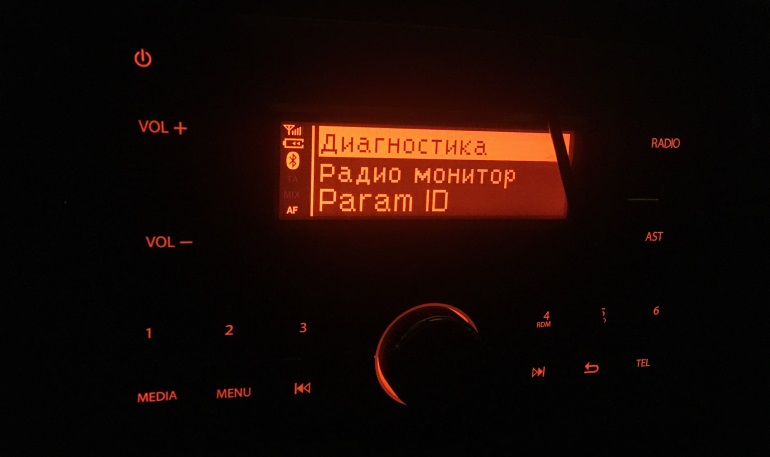 VOL +
Диагностика
Радио монитор
Param ID
AF
RADIO
VOL −
AST
1
2
3
4
RDM
5
6
MEDIA
MENU
TEL